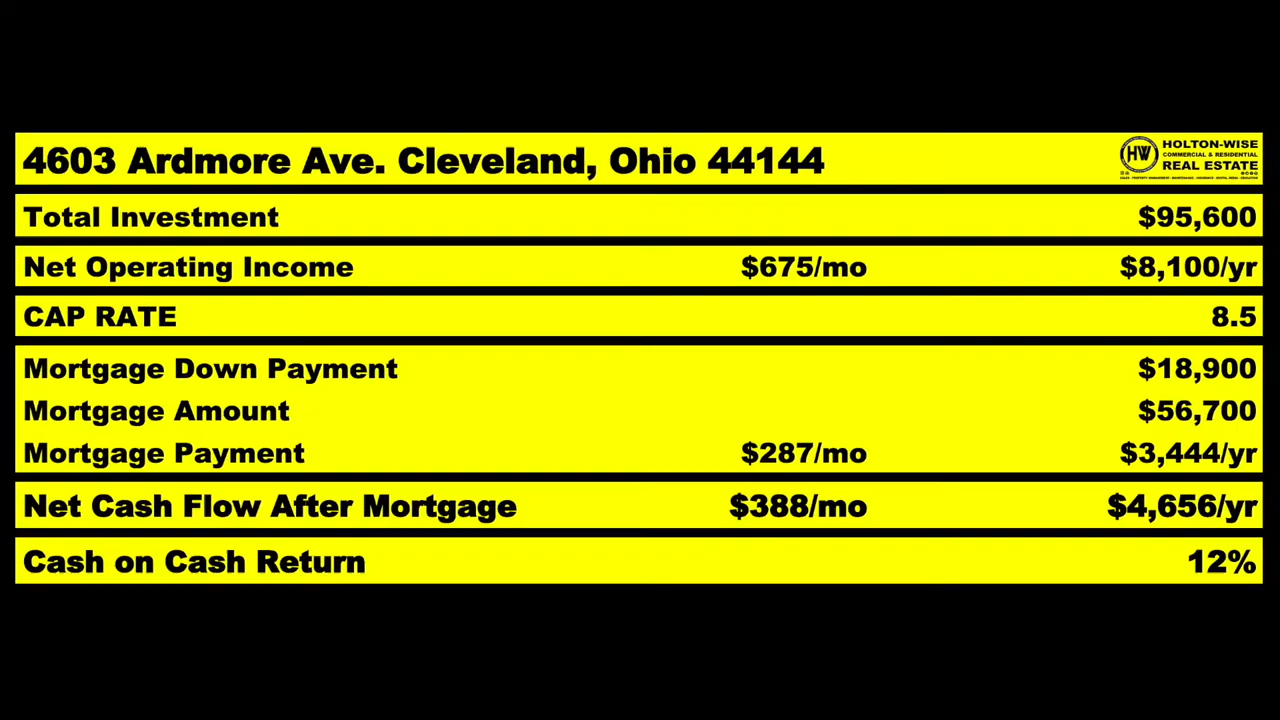 4603 Ardmore Ave. Cleveland, Ohio 44144
HW
HOLTON-WISE
COMMERCIAL & RESIDENTIAL
REAL ESTATE
Total Investment $95,600
Net Operating Income $675/mo $8,100/yr
CAP RATE 8.5
Mortgage Down Payment $18,900
Mortgage Amount $56,700
Mortgage Payment $287/mo $3,444/yr
Net Cash Flow After Mortgage $388/mo $4,656/yr
Cash on Cash Return 12%